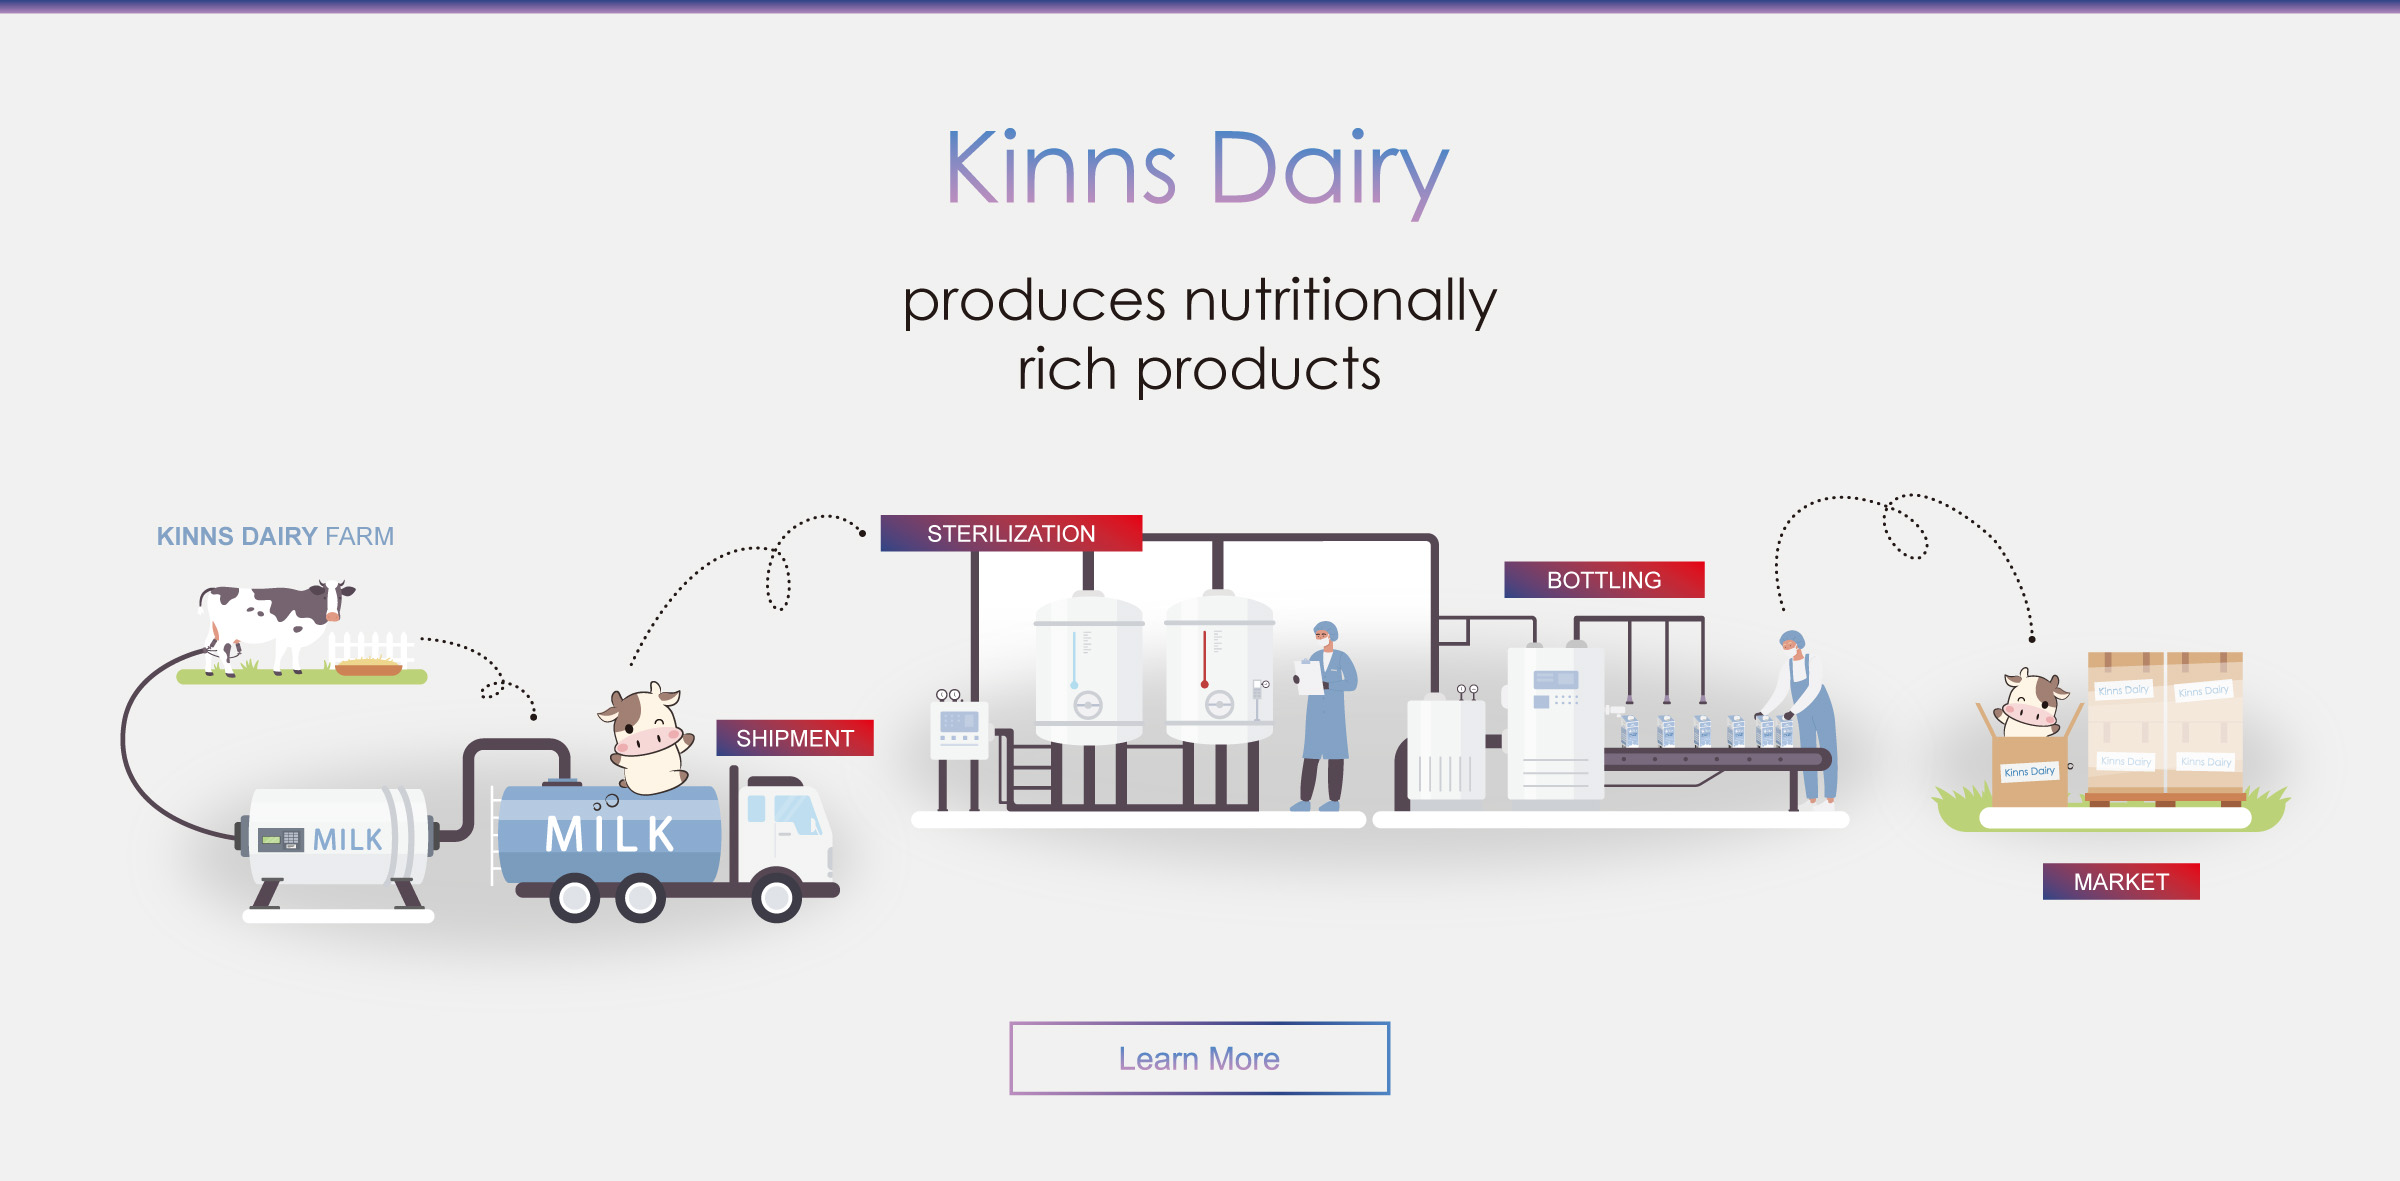 Kinns Dairy
produces nutritionally
rich products
KINNS DAIRY FARM
MILK
MILK
SHIPMENT
STERILIZATION
BOTTLING
Kinns Dairy
Kinns Dairy
Kinns Dairy
Kinns Dairy
Kinns Dairy
MARKET
Learn More